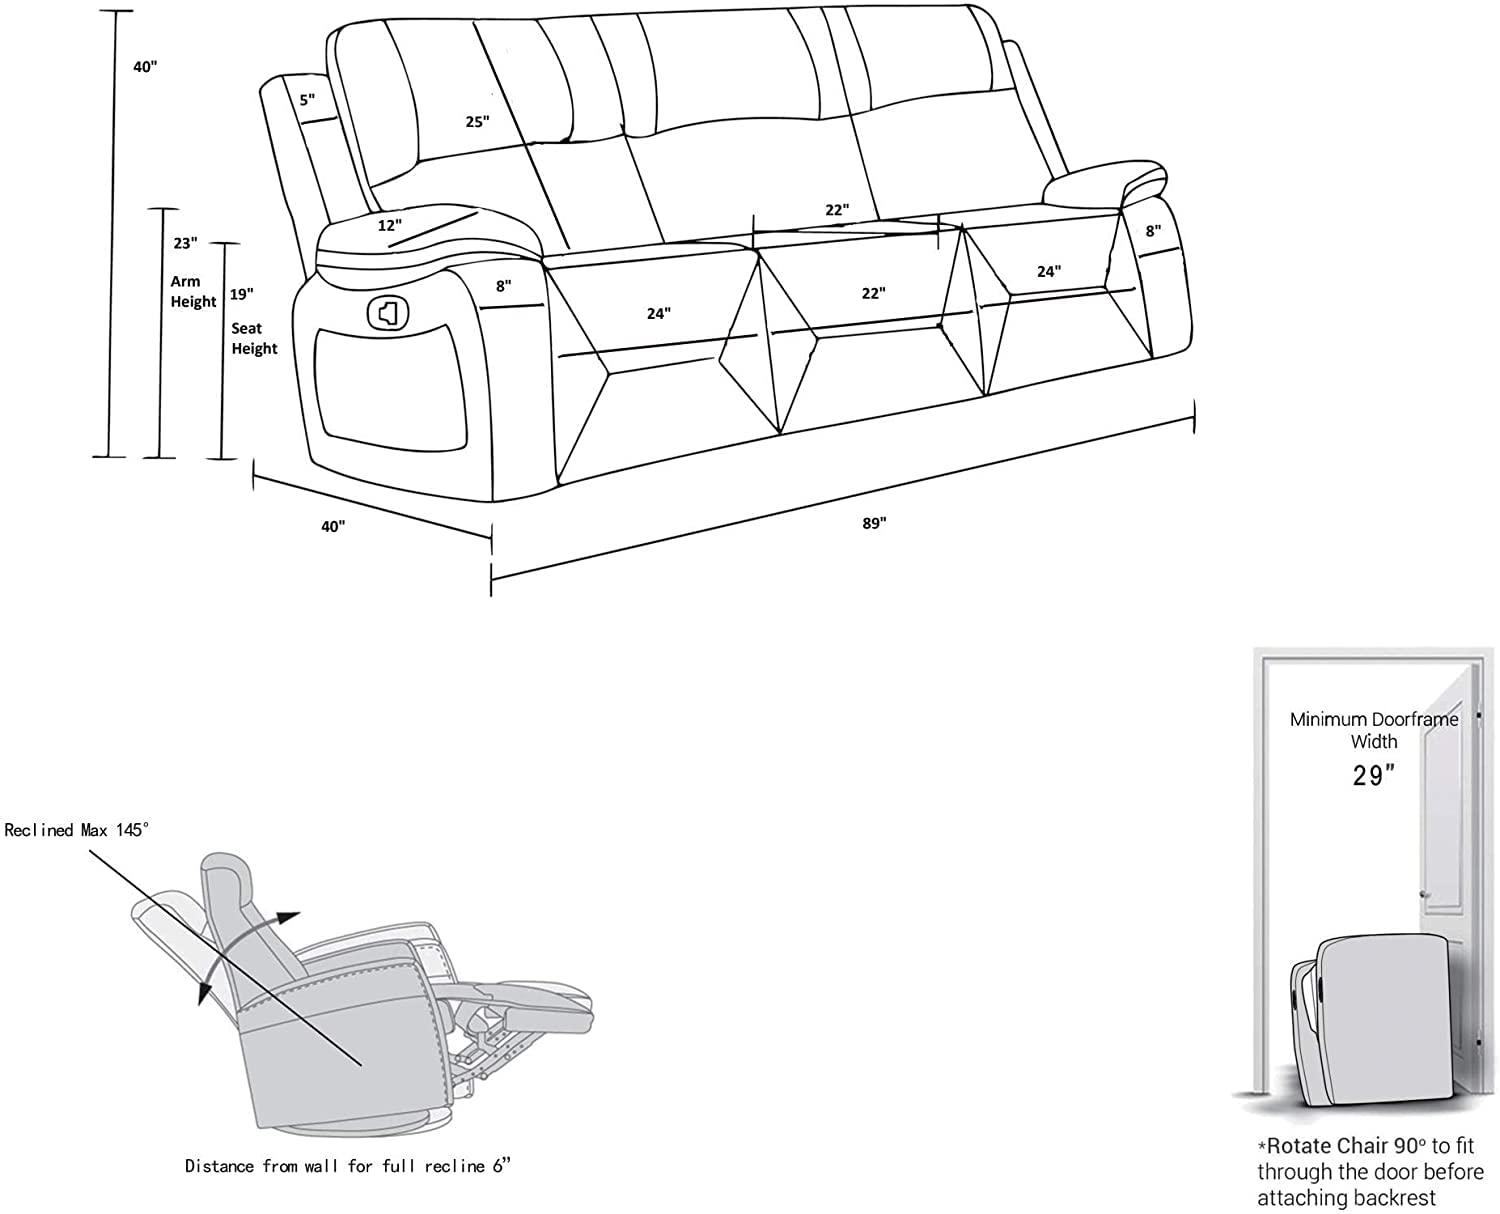 40"
5"
25"
12"
22"
8"
23"
Arm
Height
19"
Seat
Height
8"
24"
22"
24"
40"
89"
Minimum Doorframe
Width
29"
Reclined Max 145°
Distance from wall for full recline 6"
*Rotate Chair 90° to fit
through the door before
attaching backrest